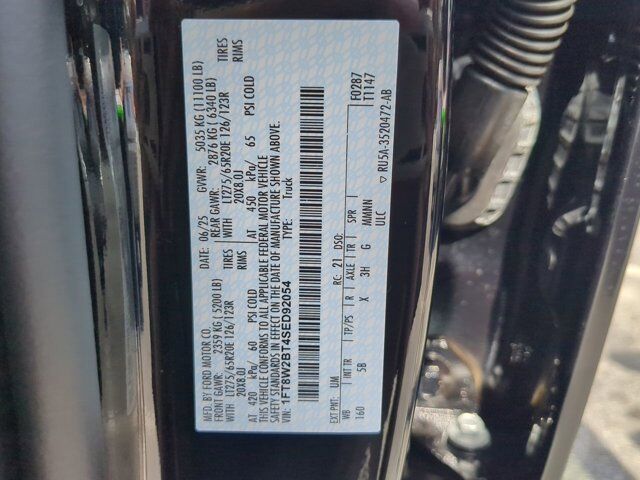 MFD. BY FORD MOTOR CO.
DATE: 06/25 GVWR: 5035 KG (11100 LB)
FRONT GAWR: 2359 KG (5200 LB) REAR GAWR: 2876 KG (6340 LB)
WITH LT275/65R20E 126/123R TIRES WITH LT275/65R20E 126/123R TIRES
20X8.0J RIMS 20X8.0J RIMS
AT 420 kPa/ 60 PSI COLD AT 450 kPa/ 65 PSI COLD
THIS VEHICLE CONFORMS TO ALL APPLICABLE FEDERAL MOTOR VEHICLE
SAFETY STANDARDS IN EFFECT ON THE DATE OF MANUFACTURE SHOWN ABOVE.
VIN: 1FT8W2BT4SED92054
TYPE: Truck
F0287
T1147
EXT PNT: UM RC: 21 DSO:
WB INT TR TP/PS R AXLE TR SPR
160 5B X 3H G MMMNN
ULC
RU5A-3520472-AB